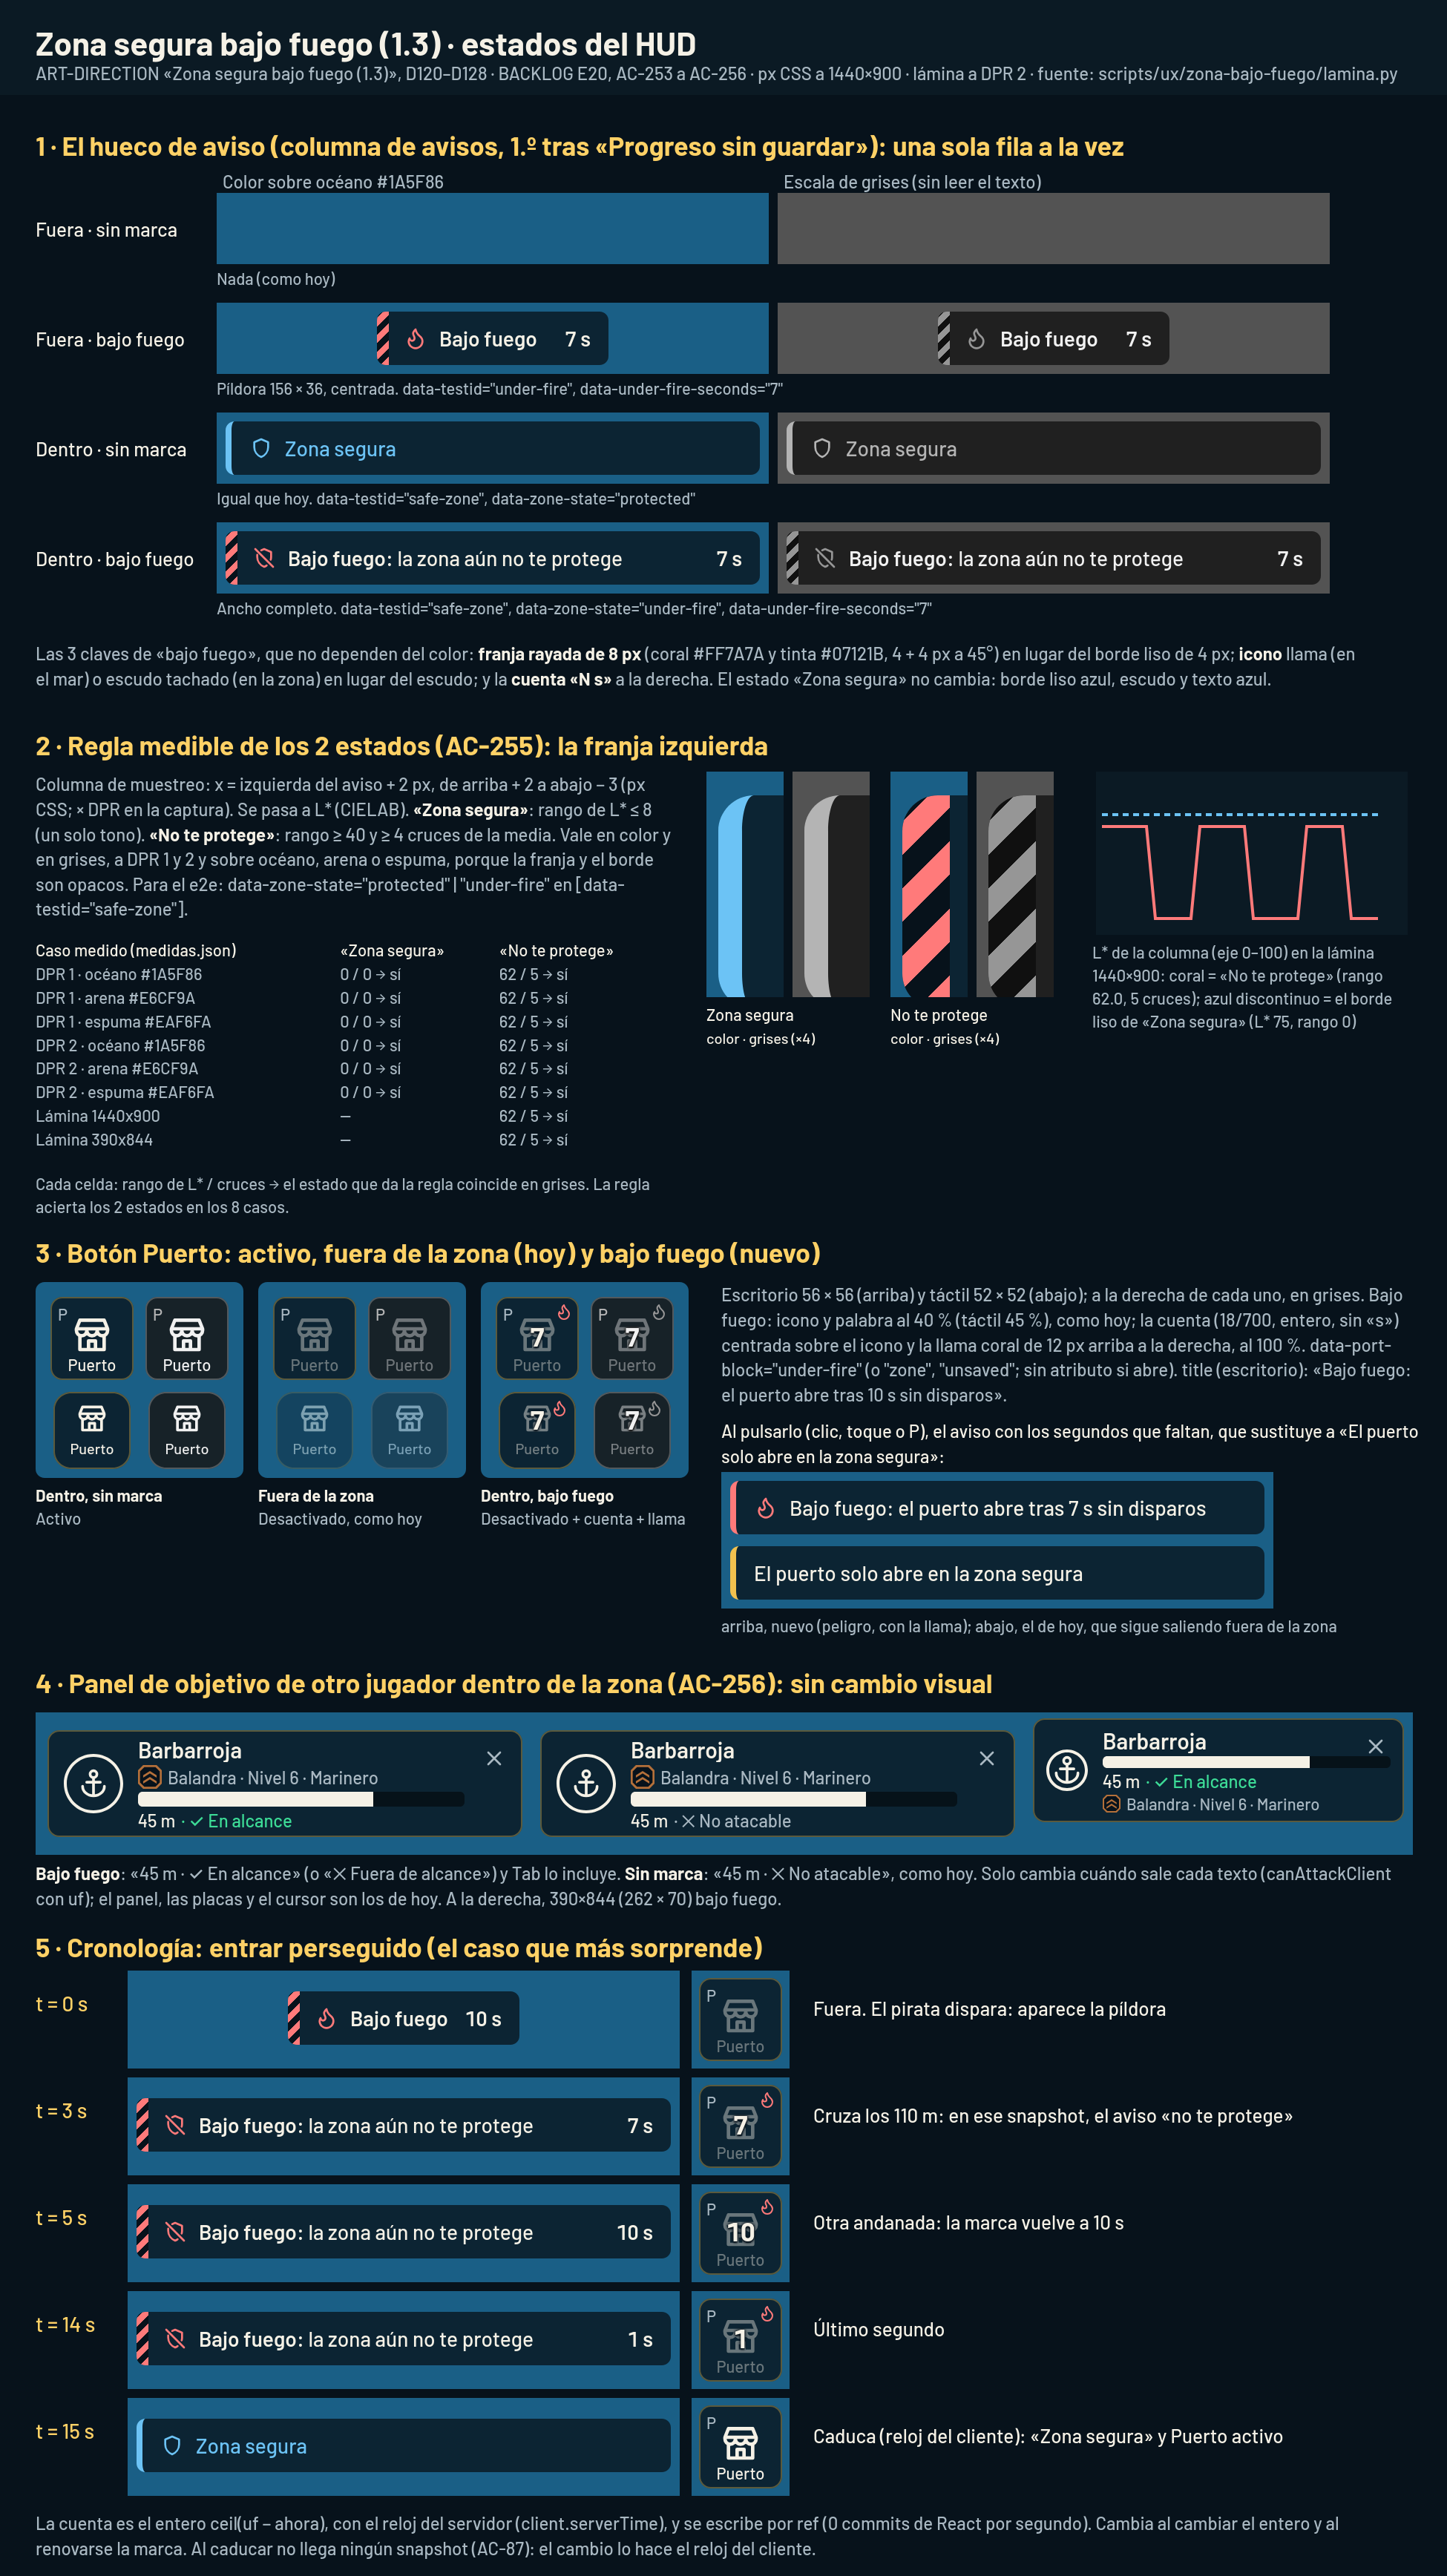 Zona segura bajo fuego (1.3) · estados del HUD
ART-DIRECTION «Zona segura bajo fuego (1.3)», D120–D128 · BACKLOG E20, AC-253 a AC-256 · px CSS a 1440×900 · lámina a DPR 2 · fuente: scripts/ux/zona-bajo-fuego/lamina.py
1 · El hueco de aviso (columna de avisos, 1.º tras «Progreso sin guardar»): una sola fila a la vez
Color sobre océano #1A5F86
Escala de grises (sin leer el texto)
Fuera · sin marca
Nada (como hoy)
Fuera · bajo fuego
Bajo fuego 7 s
Bajo fuego 7 s
Píldora 156 × 36, centrada. data-testid="under-fire", data-under-fire-seconds="7"
Dentro · sin marca
Zona segura
Zona segura
Igual que hoy. data-testid="safe-zone", data-zone-state="protected"
Dentro · bajo fuego
Bajo fuego: la zona aún no te protege 7 s
Bajo fuego: la zona aún no te protege 7 s
Ancho completo. data-testid="safe-zone", data-zone-state="under-fire", data-under-fire-seconds="7"
Las 3 claves de «bajo fuego», que no dependen del color: franja rayada de 8 px (coral #FF7A7A y tinta #07121B, 4 + 4 px a 45°) en lugar del borde liso de 4 px; icono llama (en
el mar) o escudo tachado (en la zona) en lugar del escudo; y la cuenta «N s» a la derecha. El estado «Zona segura» no cambia: borde liso azul, escudo y texto azul.
2 · Regla medible de los 2 estados (AC-255): la franja izquierda
Columna de muestreo: x = izquierda del aviso + 2 px, de arriba + 2 a abajo − 3 (px
CSS; × DPR en la captura). Se pasa a L* (CIELAB). «Zona segura»: rango de L* ≤ 8
(un solo tono). «No te protege»: rango ≥ 40 y ≥ 4 cruces de la media. Vale en color y
en grises, a DPR 1 y 2 y sobre océano, arena o espuma, porque la franja y el borde
son opacos. Para el e2e: data-zone-state="protected" | "under-fire" en [data-
testid="safe-zone"].
Caso medido (medidas.json) «Zona segura» «No te protege»
DPR 1 · océano #1A5F86 0 / 0 → sí 62 / 5 → sí
DPR 1 · arena #E6CF9A 0 / 0 → sí 62 / 5 → sí
DPR 1 · espuma #EAF6FA 0 / 0 → sí 62 / 5 → sí
DPR 2 · océano #1A5F86 0 / 0 → sí 62 / 5 → sí
DPR 2 · arena #E6CF9A 0 / 0 → sí 62 / 5 → sí
DPR 2 · espuma #EAF6FA 0 / 0 → sí 62 / 5 → sí
Lámina 1440x900 — 62 / 5 → sí
Lámina 390x844 — 62 / 5 → sí
Cada celda: rango de L* / cruces → el estado que da la regla coincide en grises. La regla
acierta los 2 estados en los 8 casos.
Zona segura
color · grises (×4)
No te protege
color · grises (×4)
L* de la columna (eje 0–100) en la lámina
1440×900: coral = «No te protege» (rango
62.0, 5 cruces); azul discontinuo = el borde
liso de «Zona segura» (L* 75, rango 0)
3 · Botón Puerto: activo, fuera de la zona (hoy) y bajo fuego (nuevo)
P Puerto
P Puerto
Puerto
Puerto
Dentro, sin marca
Activo
P Puerto
P Puerto
Puerto
Puerto
Fuera de la zona
Desactivado, como hoy
P 7 Puerto
P 7 Puerto
7 Puerto
7 Puerto
Dentro, bajo fuego
Desactivado + cuenta + llama
Escritorio 56 × 56 (arriba) y táctil 52 × 52 (abajo); a la derecha de cada uno, en grises. Bajo
fuego: icono y palabra al 40 % (táctil 45 %), como hoy; la cuenta (18/700, entero, sin «s»)
centrada sobre el icono y la llama coral de 12 px arriba a la derecha, al 100 %. data-port-
block="under-fire" (o "zone", "unsaved"; sin atributo si abre). title (escritorio): «Bajo fuego:
el puerto abre tras 10 s sin disparos».
Al pulsarlo (clic, toque o P), el aviso con los segundos que faltan, que sustituye a «El puerto
solo abre en la zona segura»:
Bajo fuego: el puerto abre tras 7 s sin disparos
El puerto solo abre en la zona segura
arriba, nuevo (peligro, con la llama); abajo, el de hoy, que sigue saliendo fuera de la zona
4 · Panel de objetivo de otro jugador dentro de la zona (AC-256): sin cambio visual
Barbarroja
Balandra · Nivel 6 · Marinero
45 m · ✓ En alcance
Barbarroja
Balandra · Nivel 6 · Marinero
45 m · ✕ No atacable
Barbarroja
45 m · ✓ En alcance
Balandra · Nivel 6 · Marinero
Bajo fuego: «45 m · ✓ En alcance» (o «✕ Fuera de alcance») y Tab lo incluye. Sin marca: «45 m · ✕ No atacable», como hoy. Solo cambia cuándo sale cada texto (canAttackClient
con uf); el panel, las placas y el cursor son los de hoy. A la derecha, 390×844 (262 × 70) bajo fuego.
5 · Cronología: entrar perseguido (el caso que más sorprende)
t = 0 s
Bajo fuego 10 s
P Puerto
Fuera. El pirata dispara: aparece la píldora
t = 3 s
Bajo fuego: la zona aún no te protege 7 s
P 7 Puerto
Cruza los 110 m: en ese snapshot, el aviso «no te protege»
t = 5 s
Bajo fuego: la zona aún no te protege 10 s
P 10 Puerto
Otra andanada: la marca vuelve a 10 s
t = 14 s
Bajo fuego: la zona aún no te protege 1 s
P 1 Puerto
Último segundo
t = 15 s
Zona segura
P Puerto
Caduca (reloj del cliente): «Zona segura» y Puerto activo
La cuenta es el entero ceil(uf − ahora), con el reloj del servidor (client.serverTime), y se escribe por ref (0 commits de React por segundo). Cambia al cambiar el entero y al
renovarse la marca. Al caducar no llega ningún snapshot (AC-87): el cambio lo hace el reloj del cliente.